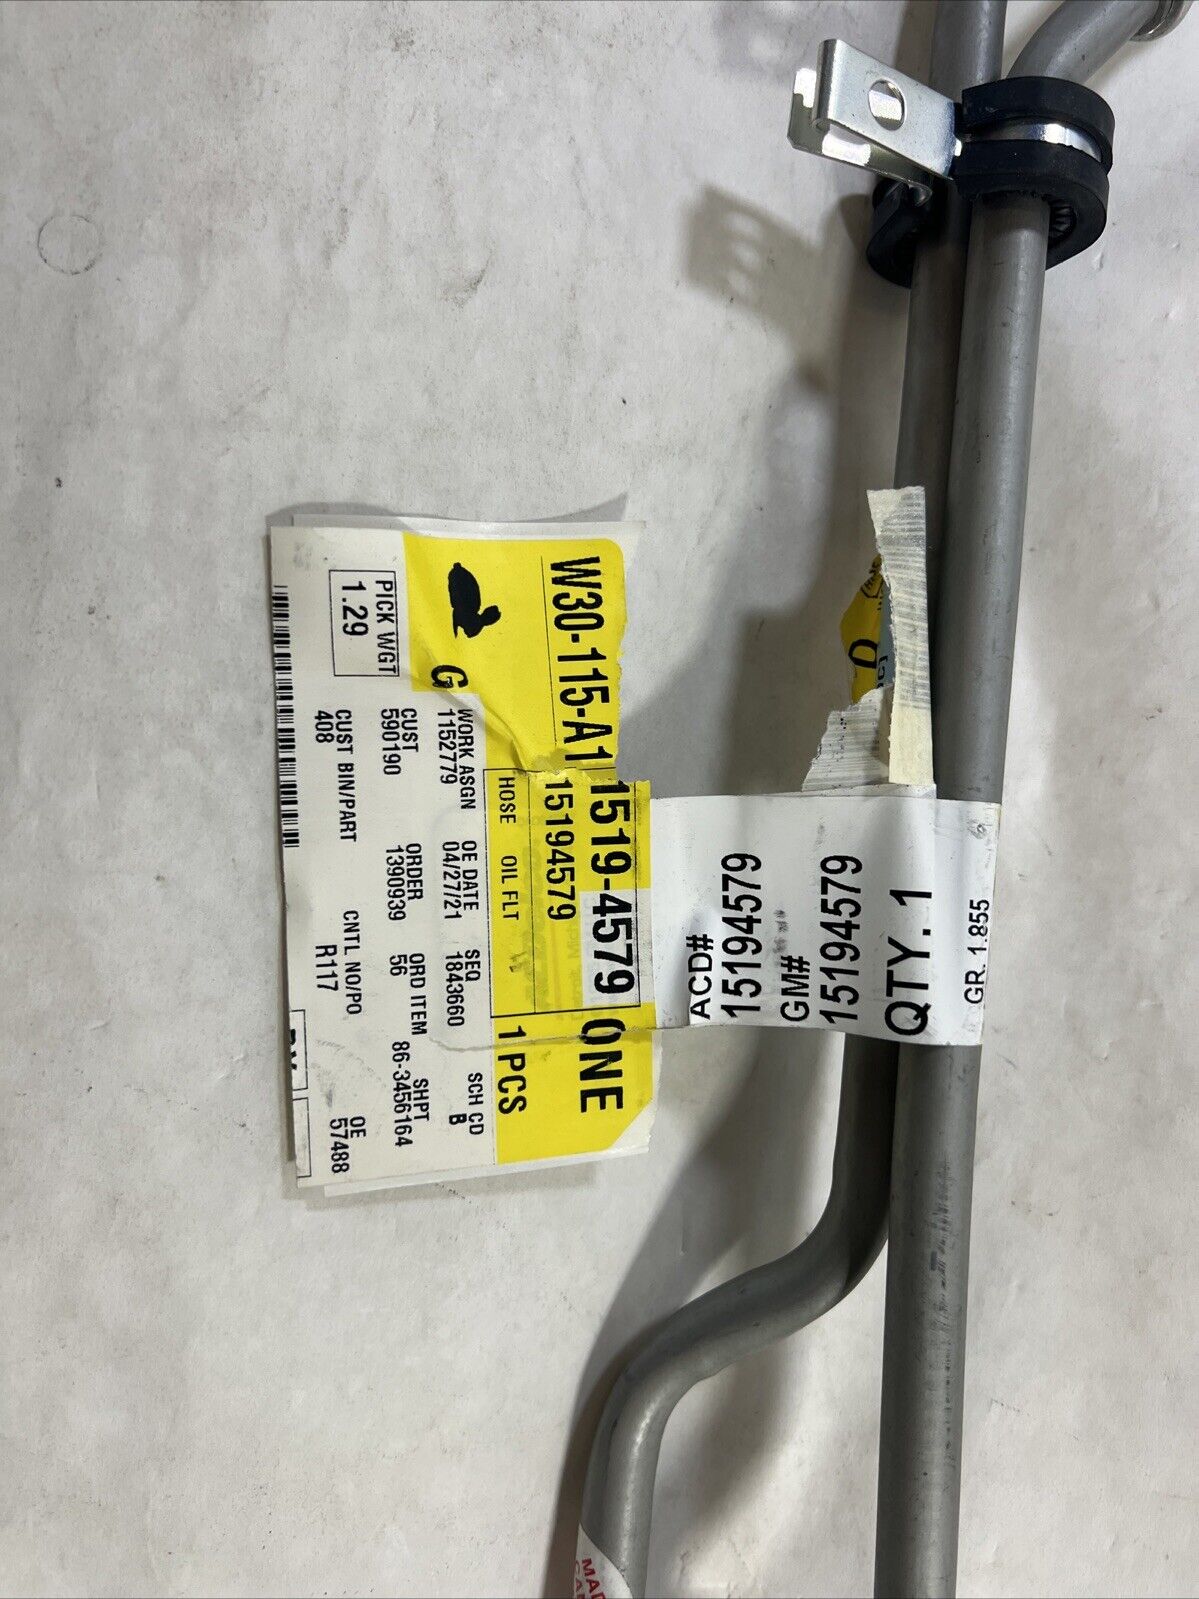 W30-115-A1 1519-4579 ONE
15194579
1 PCS
HOSE OIL FLT
G
WORK ASGN OE DATE SEQ SCH CD
1152779 04/27/21 1843660 B
CUST ORDER ORD ITEM SHPT
590190 1390939 56 86-3456164
PICK WGT
1.29
CUST BIN/PART CNTL NO/PO OE
408 R117 57488
ACD#
15194579
GM#
15194579
QTY. 1
GR. 1.855